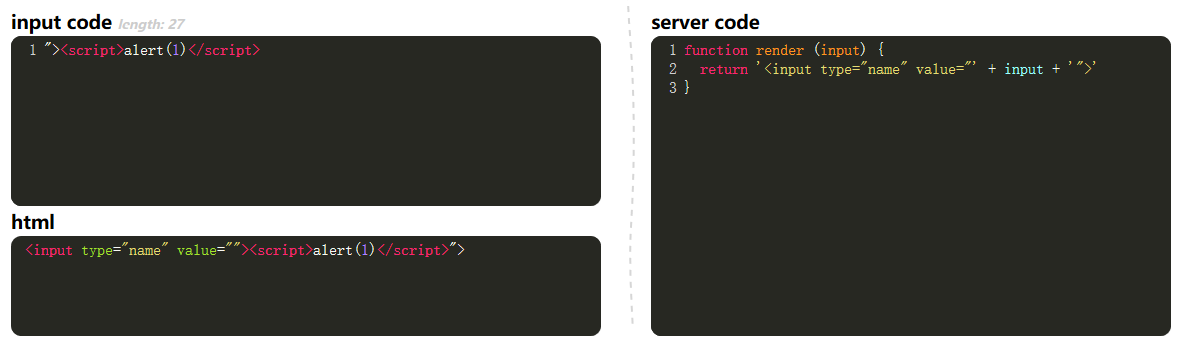 input code length: 27
1 "><script>alert(1)</script>
html
<input type="name" value=""><script>alert(1)</script>">
server code
1 function render (input) {
2   return '<input type="name" value="' + input + '">'
3 }